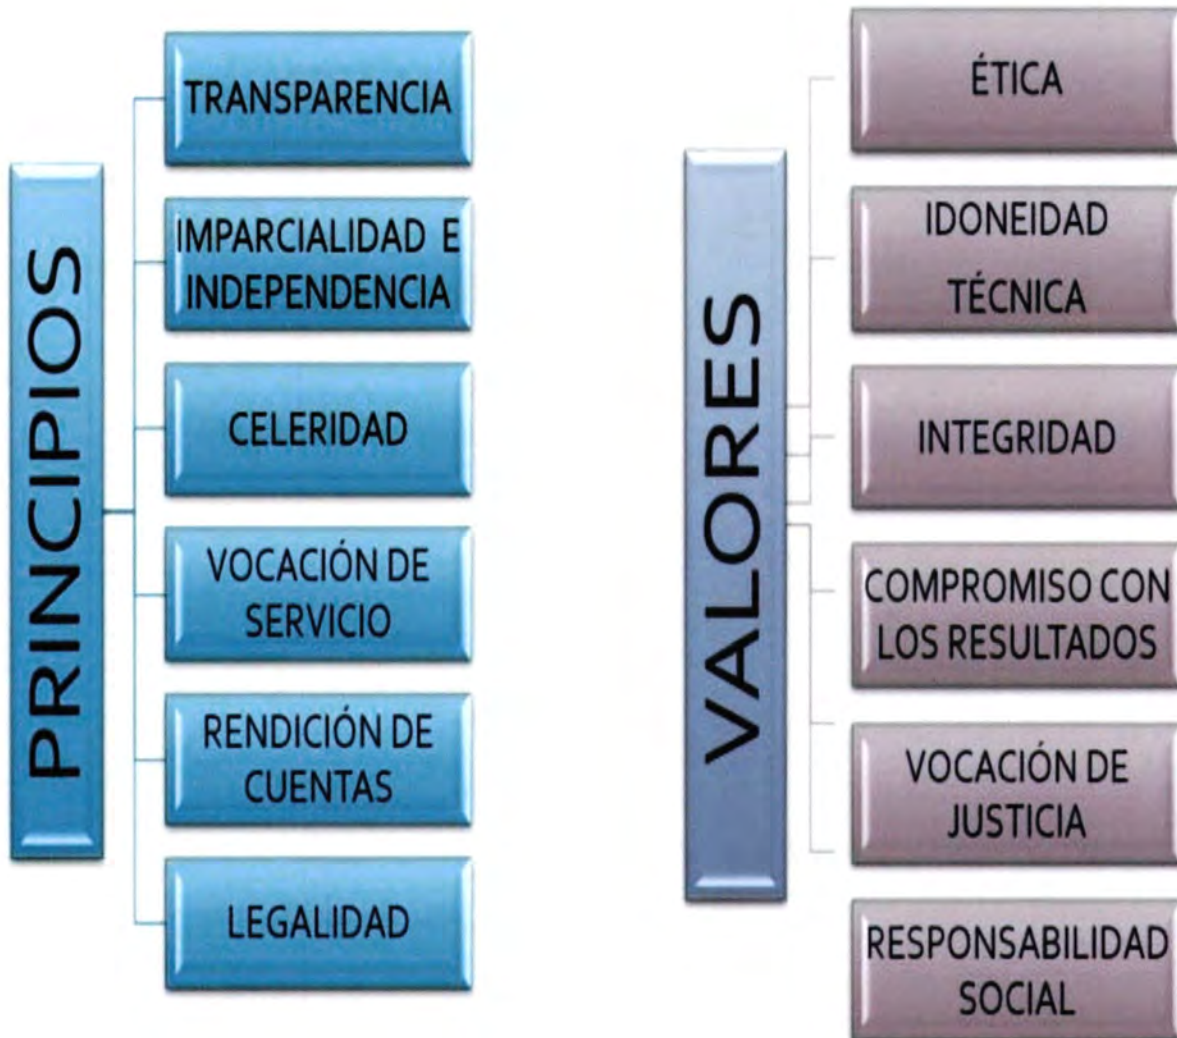 PRINCIPIOS
TRANSPARENCIA
IMPARCIALIDAD E
INDEPENDENCIA
CELERIDAD
VOCACIÓN DE
SERVICIO
RENDICIÓN DE
CUENTAS
LEGALIDAD
VALORES
ÉTICA
IDONEIDAD
TÉCNICA
INTEGRIDAD
COMPROMISO CON
LOS RESULTADOS
VOCACIÓN DE
JUSTICIA
RESPONSABILIDAD
SOCIAL